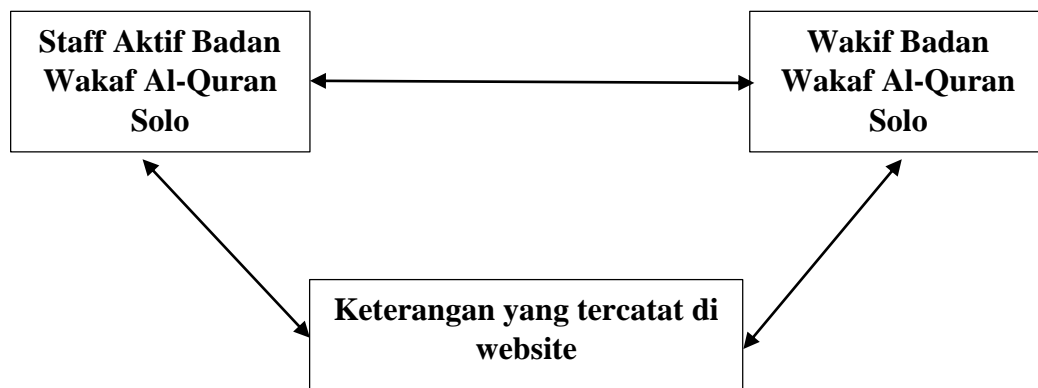 Staff Aktif Badan
Wakaf Al-Quran
Solo
Wakif Badan
Wakaf Al-Quran
Solo
Keterangan yang tercatat di
website